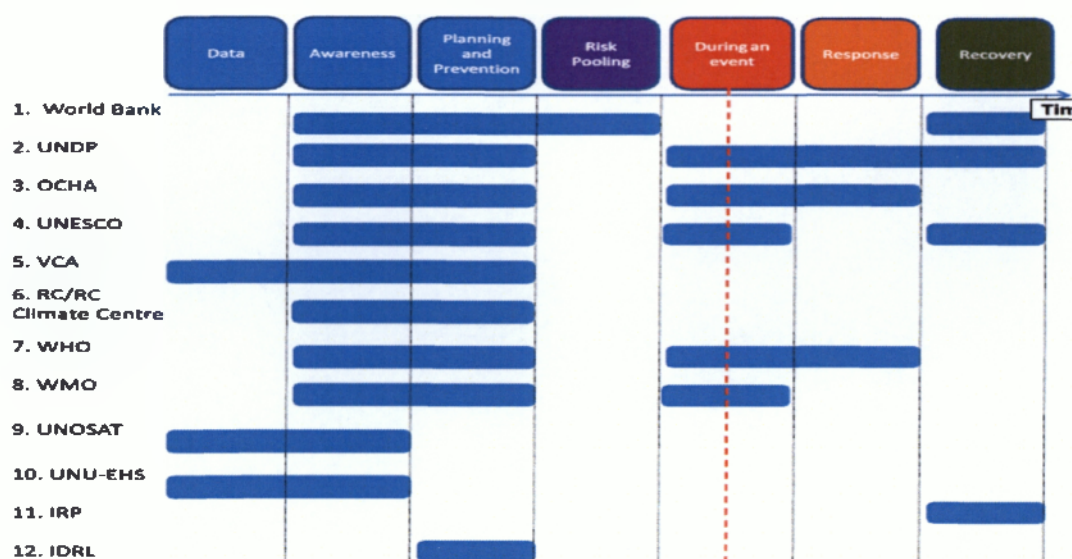 Data
Awareness
Planning
and
Prevention
Risk
Pooling
During an
event
Response
Recovery
Tim
1. World Bank
2. UNDP
3. OCHA
4. UNESCO
5. VCA
6. RC/RC
Climate Centre
7. WHO
8. WMO
9. UNOSAT
10. UNU-EHS
11. IRP
12. IDRL